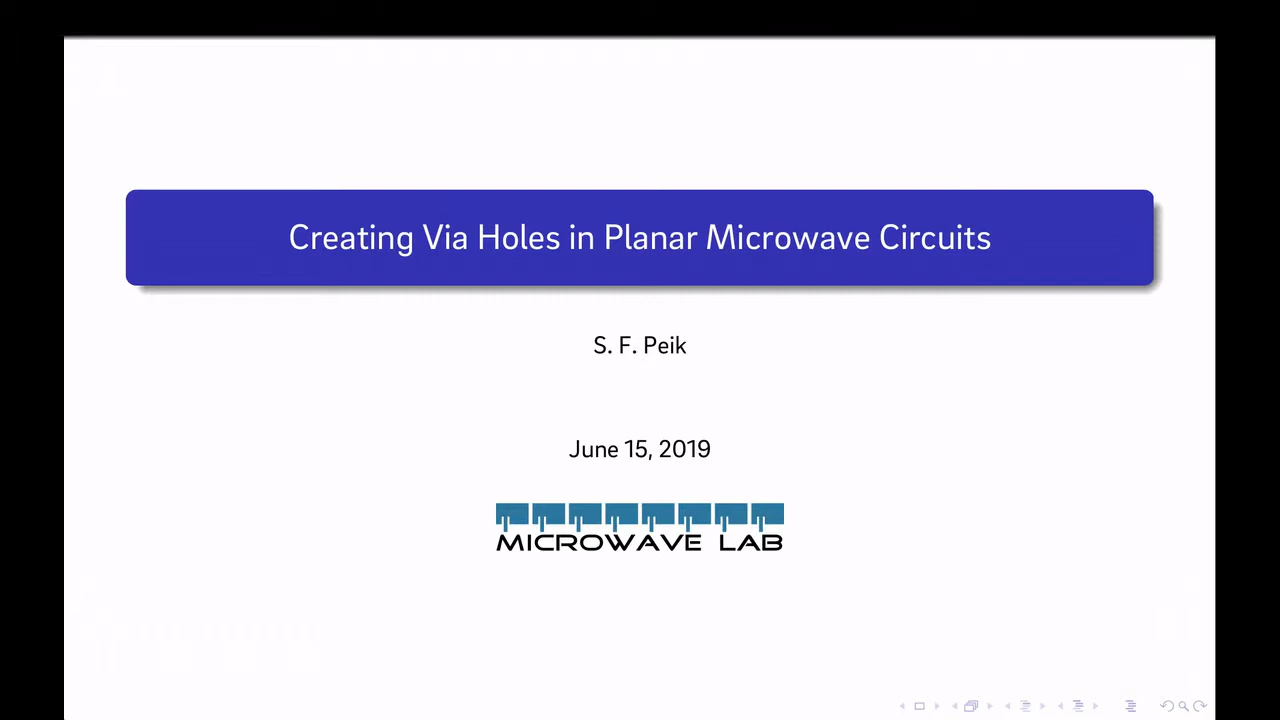 Creating Via Holes in Planar Microwave Circuits
S. F. Peik
June 15, 2019
MICROWAVE LAB